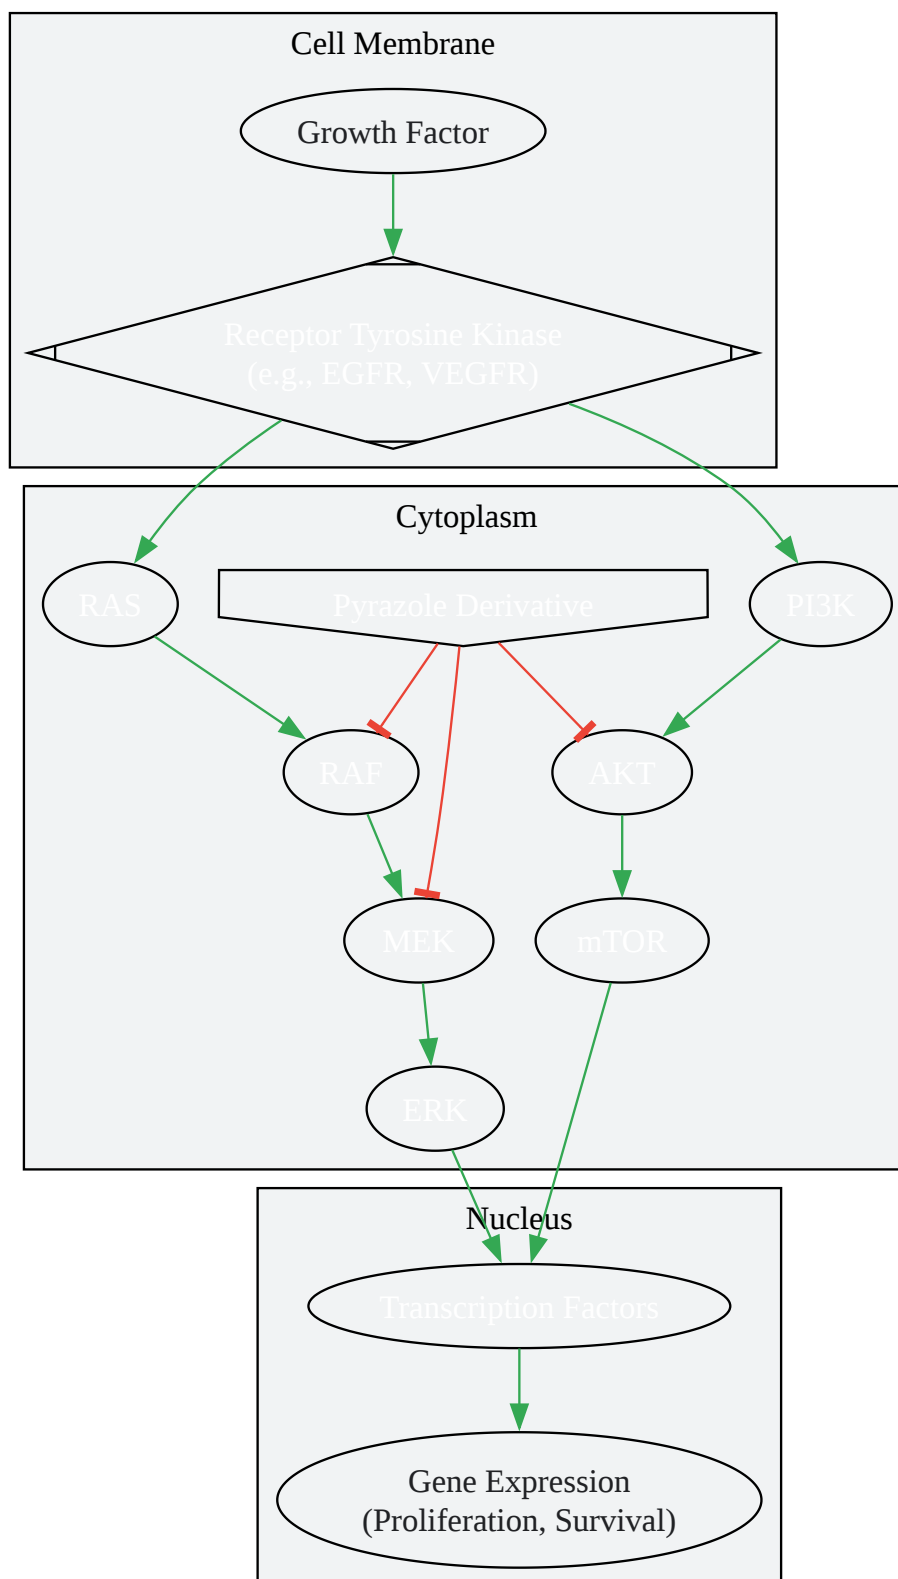 Cell Membrane
Growth Factor
Receptor Tyrosine Kinase
(e.g., EGFR, VEGFR)
Cytoplasm
RAS
Pyrazole Derivative
PI3K
RAF
AKT
MEK
mTOR
ERK
Nucleus
Transcription Factors
Gene Expression
(Proliferation, Survival)